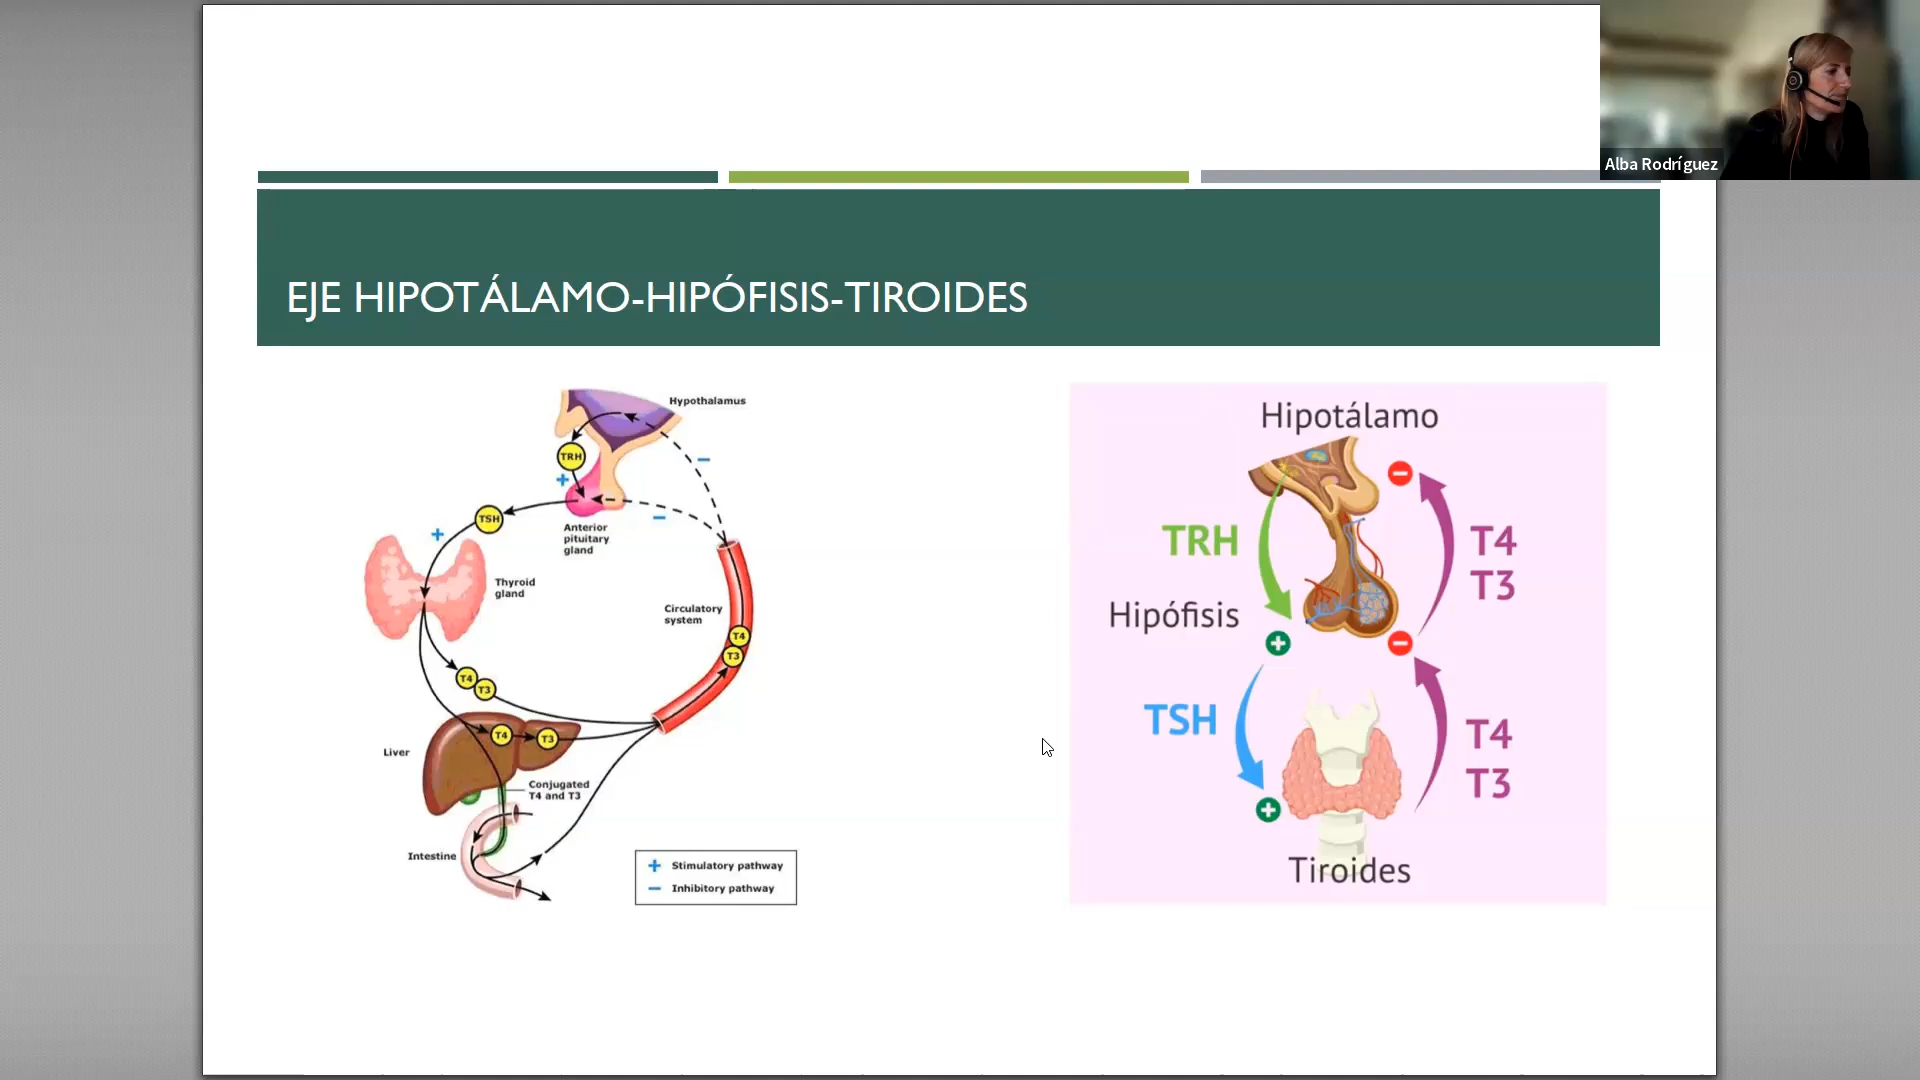 Alba Rodríguez
EJE HIPOTÁLAMO-HIPÓFISIS-TIROIDES
Hypothalamus
TRH
TSH
Anterior
pituitary
gland
Thyroid
gland
Circulatory
system
T4
T3
T4
T3
Liver
T4
T3
Conjugated
T4 and T3
Intestine
Stimulatory pathway
Inhibitory pathway
Hipotálamo
TRH
T4
T3
Hipófisis
TSH
T4
T3
Tiroides